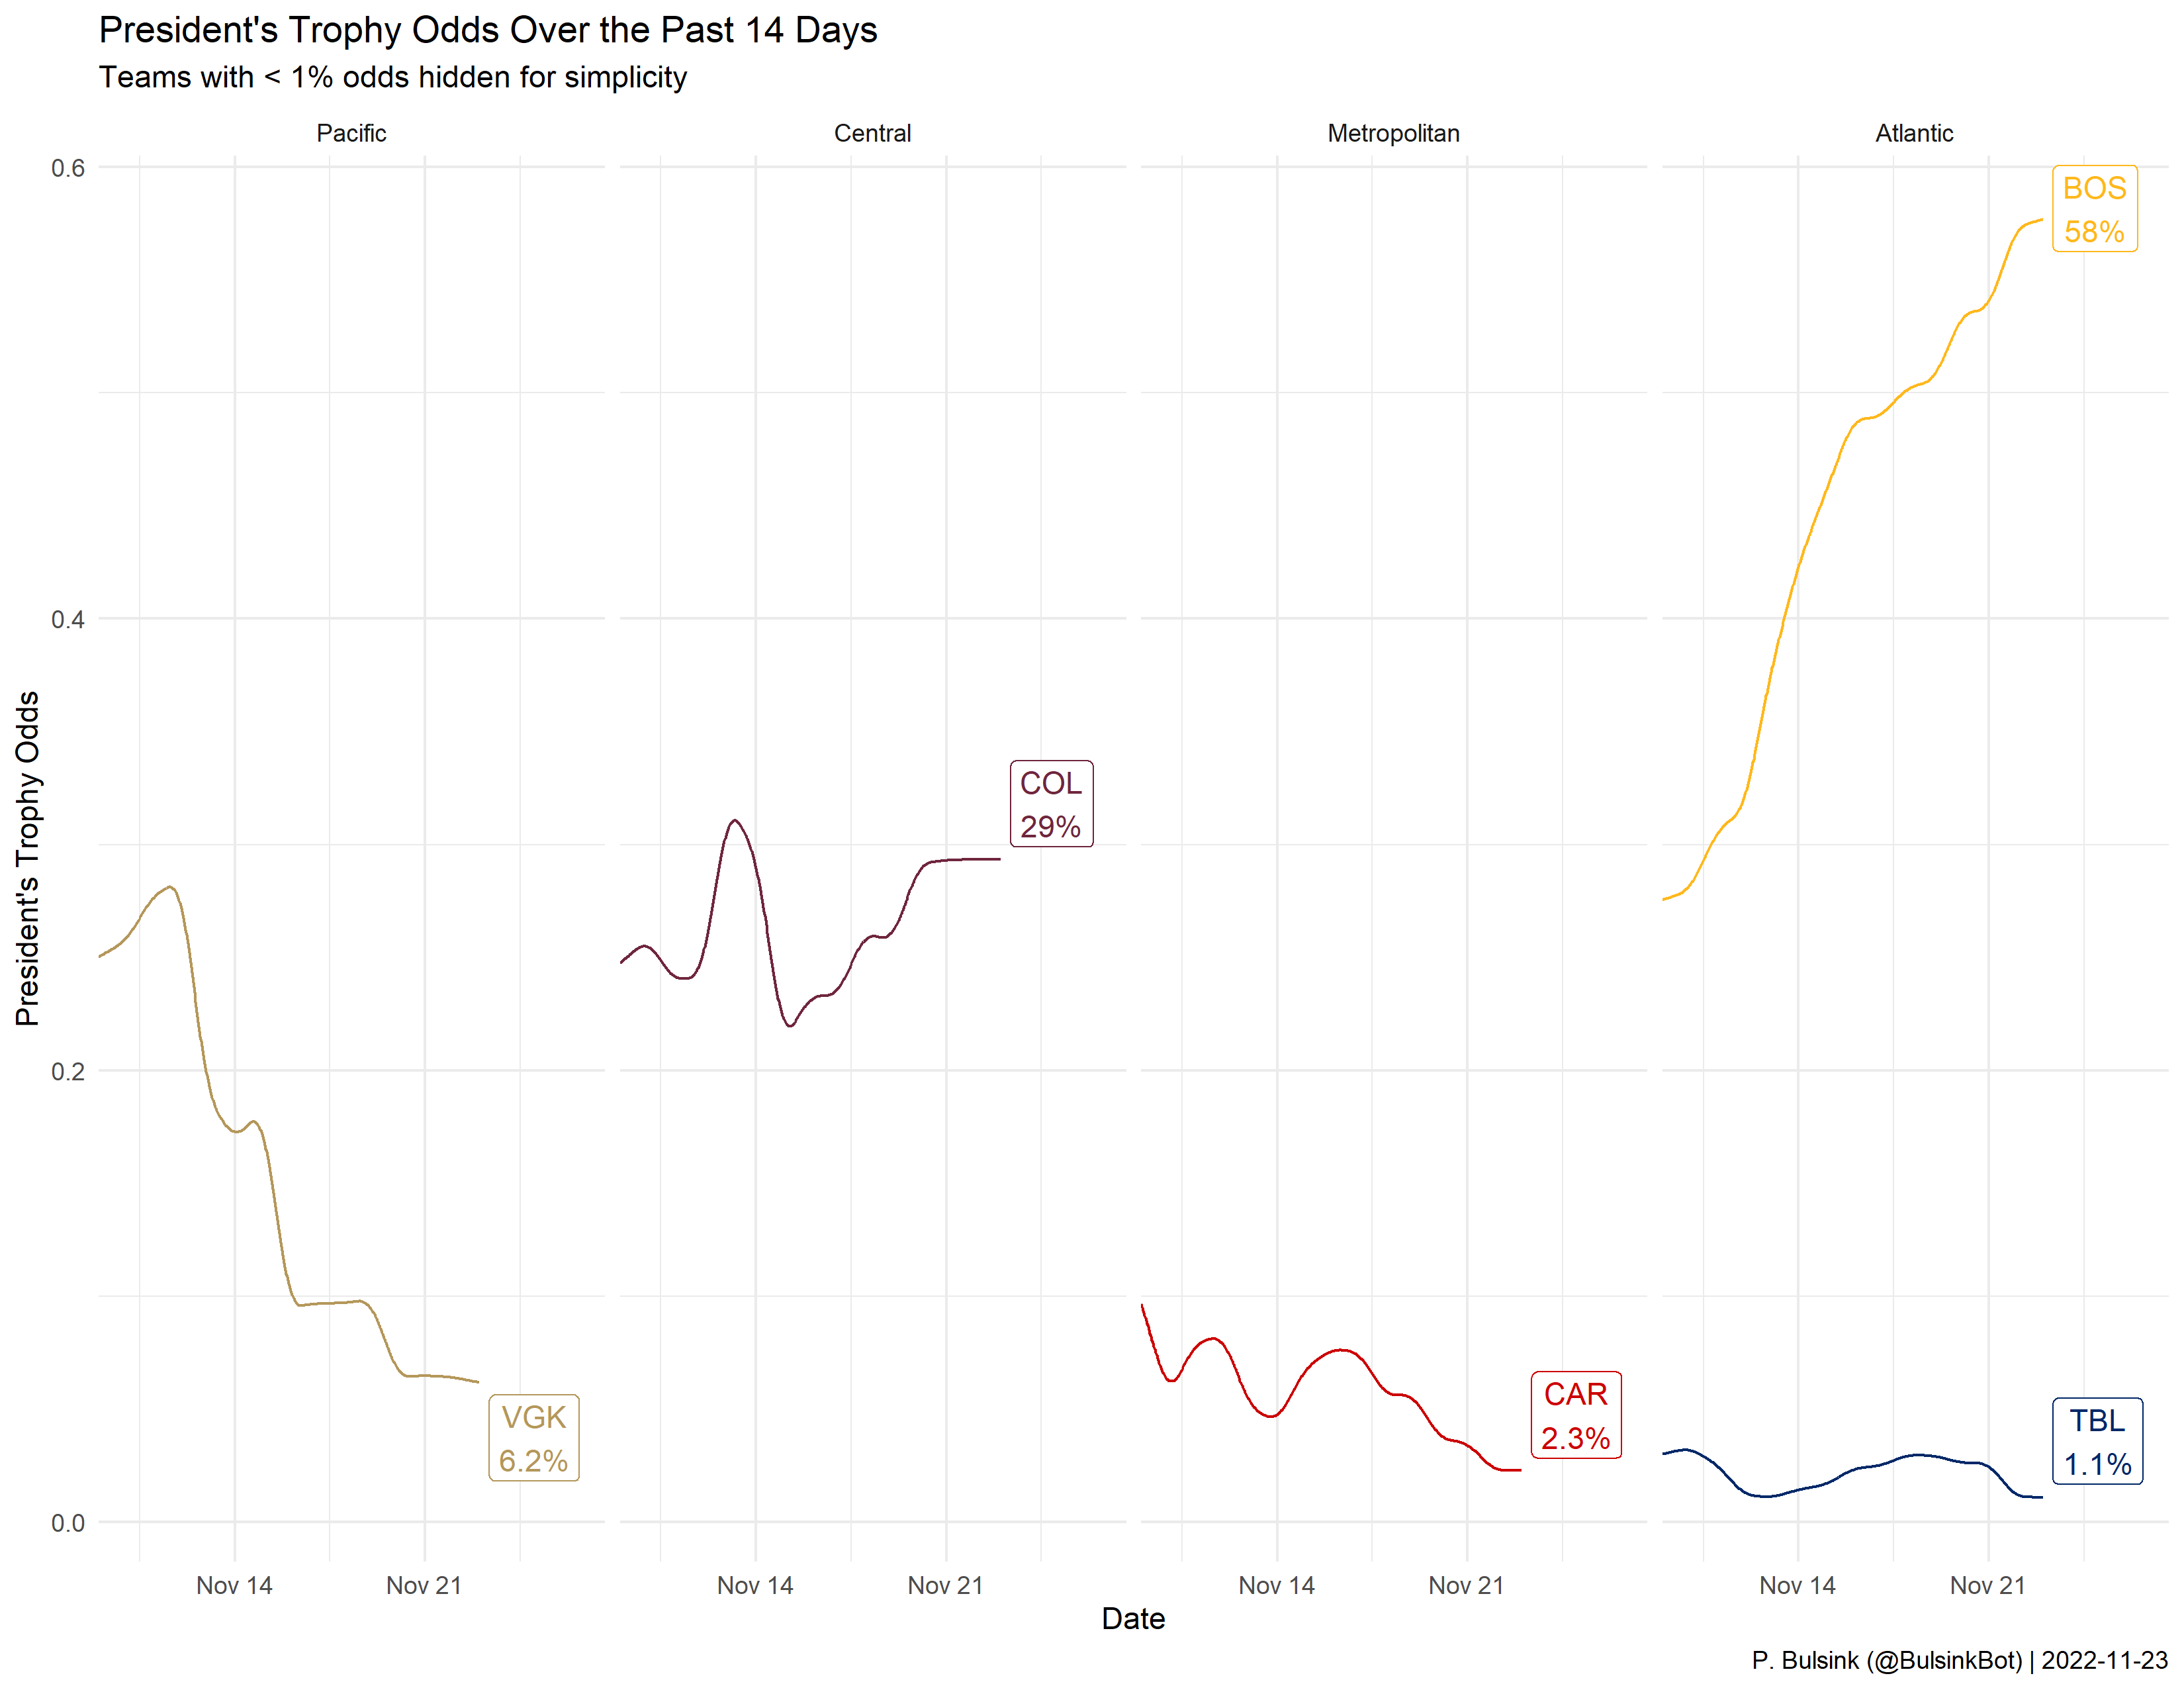 President's Trophy Odds Over the Past 14 Days
Teams with < 1% odds hidden for simplicity
Pacific
Central
Metropolitan
Atlantic
0.6
0.4
0.2
0.0
President's Trophy Odds
VGK
6.2%
COL
29%
CAR
2.3%
BOS
58%
TBL
1.1%
Nov 14
Nov 21
Nov 14
Nov 21
Nov 14
Nov 21
Nov 14
Nov 21
Date
P. Bulsink (@BulsinkBot) | 2022-11-23